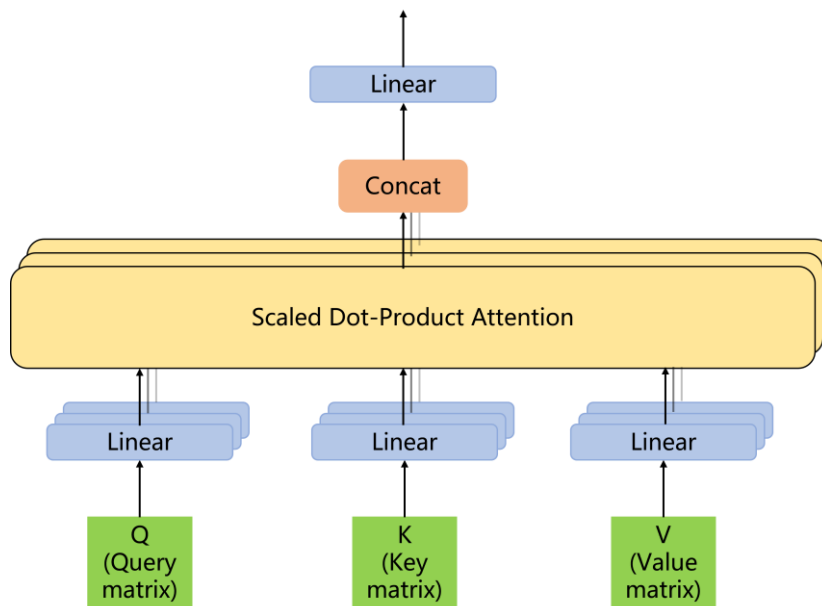 Linear
Concat
Scaled Dot-Product Attention
Linear
Linear
Linear
Q
(Query
matrix)
K
(Key
matrix)
V
(Value
matrix)